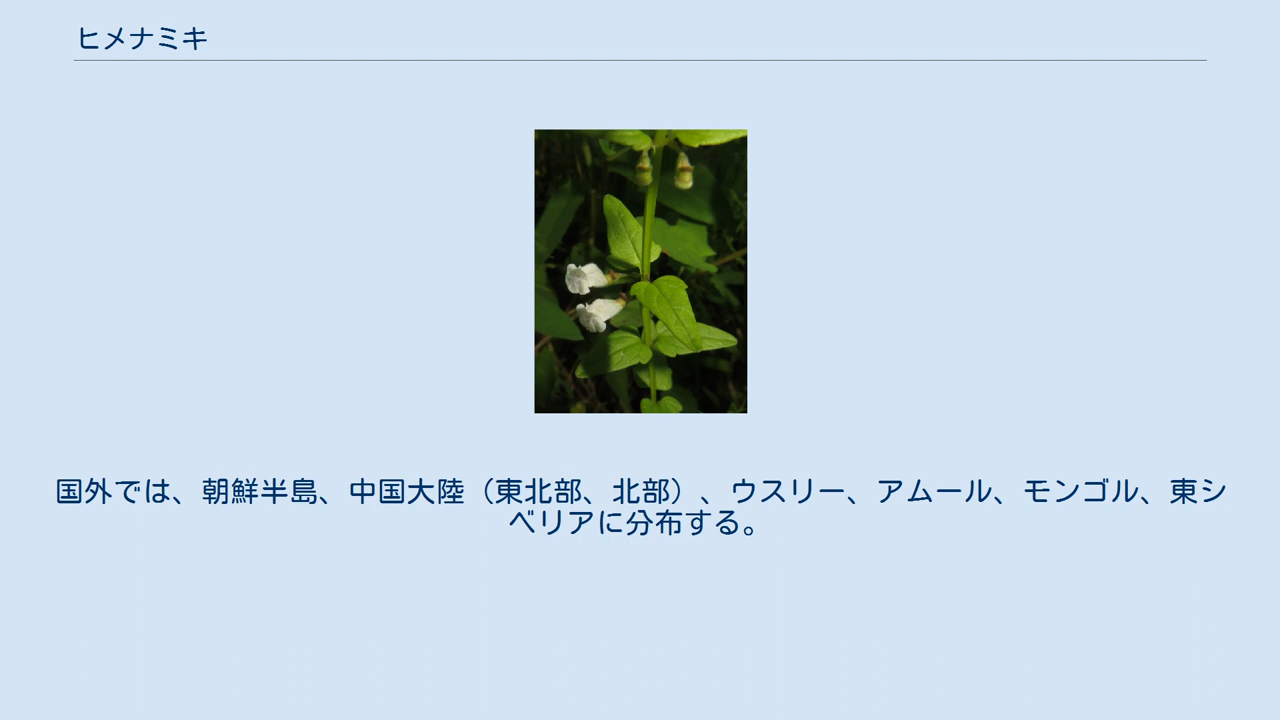 ヒメナミキ
国外では、朝鮮半島、中国大陸（東北部、北部）、ウスリー、アムール、モンゴル、東シ
ベリアに分布する。